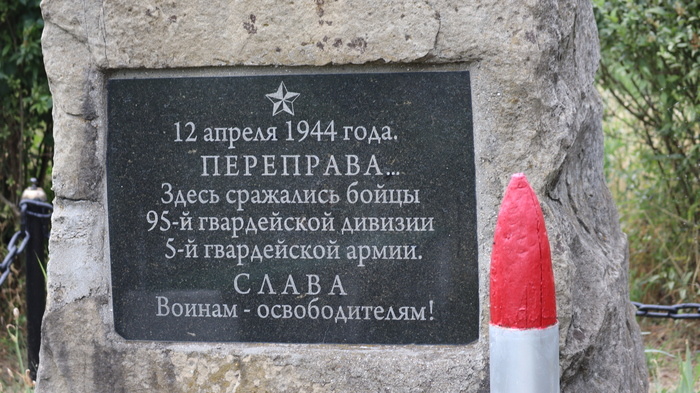 12 апреля 1944 года.
ПЕРЕПРАВА...
Здесь сражались бойцы
95-й гвардейской дивизии
5-й гвардейской армии.
СЛАВА
Воинам - освободителям!